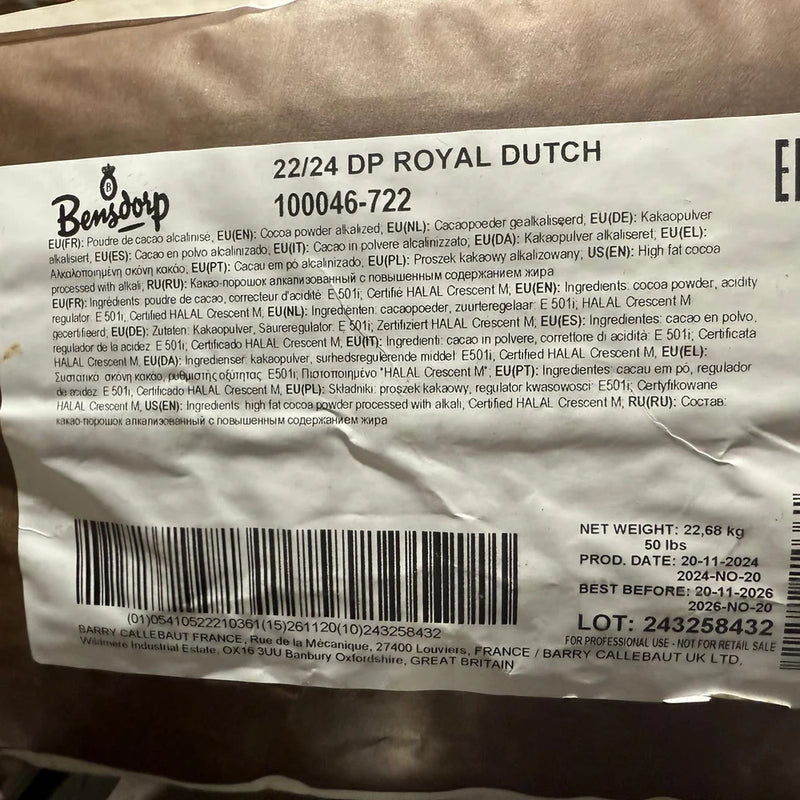 Bensdorp
22/24 DP ROYAL DUTCH
100046-722
EU(FR): Poudre de cacao alcalinisé, EU(EN): Cocoa powder alkalized, EU(NL): Cacaopoeder gealkaliseerd, EU(DE): Kakaopulver
alkalisiert, EU(ES): Cacao en polvo alcalinizado, EU(IT): Cacao in polvere alcalinizzato, EU(DA): Kakaopulver alkaliseret, EU(EL):
Αλκαλοποιημένη σκόνη κακάο, EU(PT): Cacau em pó alcalinizado, EU(PL): Proszek kakaowy alkalizowany; US(EN): High fat cocoa
processed with alkali, RU(RU): Какао-порошок алкализованный с повышенным содержанием жира
EU(FR): Ingrédients: poudre de cacao, correcteur d'acidité: E 501i, Certifié HALAL Crescent M, EU(EN): Ingredients: cocoa powder, acidity
regulator: E 501i, Certified HALAL Crescent M, EU(NL): Ingrediënten: cacaopoeder, zuurteregelaar: E 501i, HALAL Crescent M
gecertifieerd, EU(DE): Zutaten: Kakaopulver, Säureregulator: E 501i, Zertifiziert HALAL Crescent M, EU(ES): Ingredientes: cacao en polvo,
regulador de la acidez: E 501i, Certificado HALAL Crescent M, EU(IT): Ingredienti: cacao in polvere, correttore di acidità: E 501i, Certificata
HALAL Crescent M, EU(DA): Ingredienser: kakaopulver, surhedsregulerende middel: E501i, Certified HALAL Crescent M, EU(EL):
Συστατικά: σκόνη κακάο, ρυθμιστής οξύτητας: E501i, Πιστοποιημένο "HALAL Crescent M", EU(PT): Ingredientes: cacau em pó, regulador
de acidez: E 501i, Certificado HALAL Crescent M, EU(PL): Składniki: proszek kakaowy, regulator kwasowości: E501i, Certyfikowane
HALAL Crescent M, US(EN): Ingredients: high fat cocoa powder processed with alkali, Certified HALAL Crescent M, RU(RU): Состав:
какао-порошок алкализованный с повышенным содержанием жира
NET WEIGHT: 22,68 kg
50 lbs
PROD. DATE: 20-11-2024
2024-NO-20
BEST BEFORE: 20-11-2026
2026-NO-20
LOT: 243258432
FOR PROFESSIONAL USE - NOT FOR RETAIL SALE
(01)05410522210361(15)261120(10)243258432
BARRY CALLEBAUT FRANCE, Rue de la Mécanique, 27400 Louviers, FRANCE / BARRY CALLEBAUT UK LTD.
Wildmere Industrial Estate, OX16 3UU Banbury Oxfordshire, GREAT BRITAIN